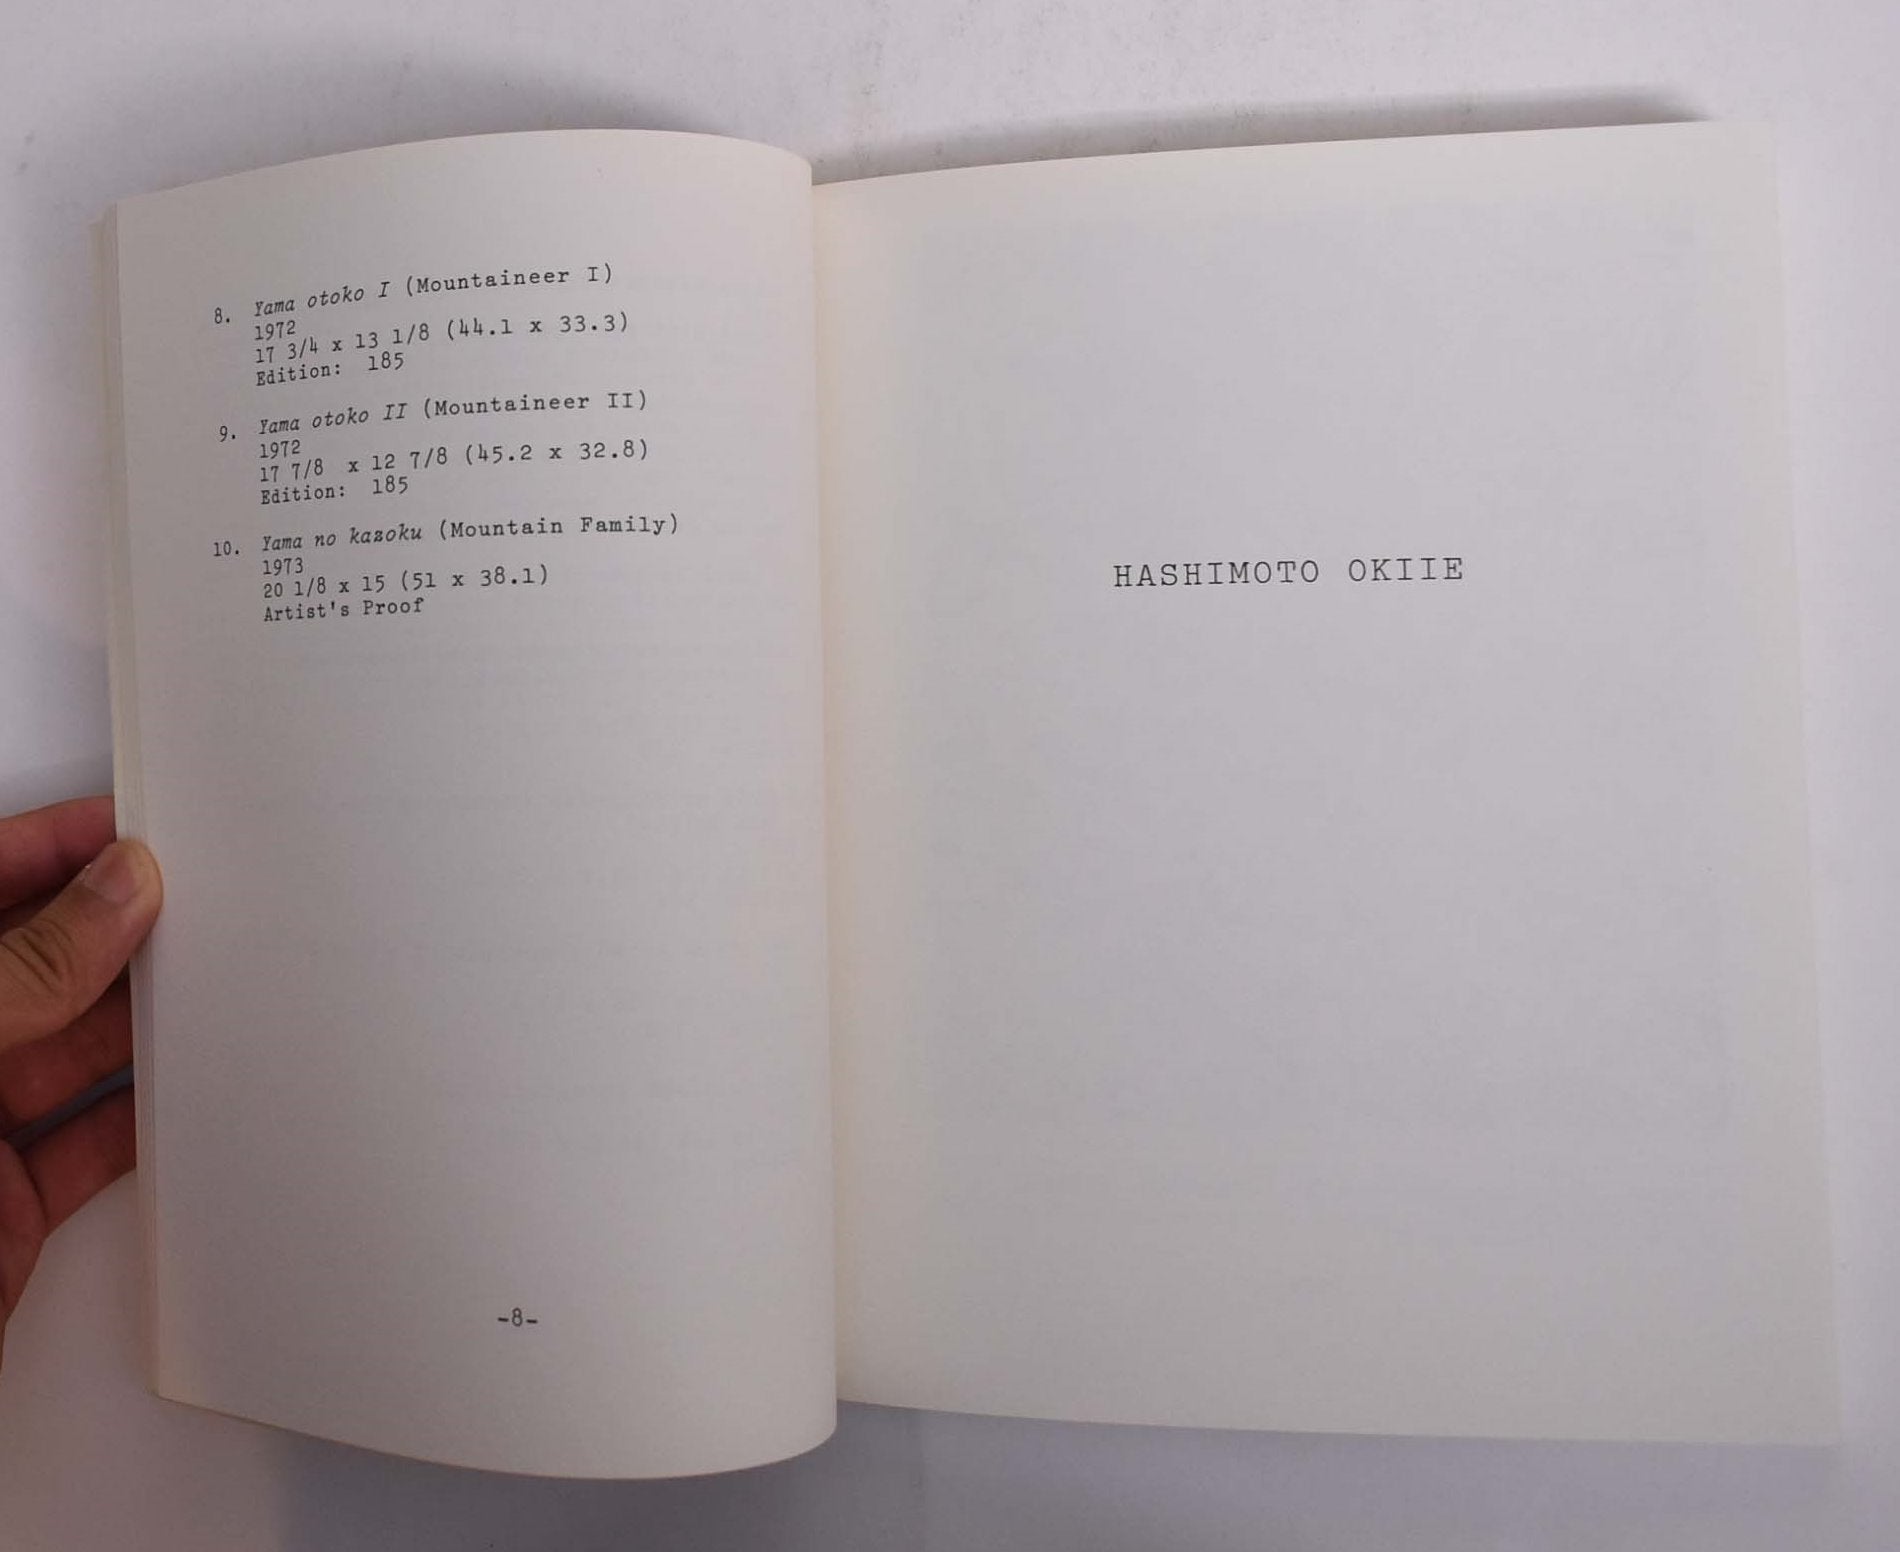 8. Yama otoko I (Mountaineer I)
1972
17 3/4 x 13 1/8 (44.1 x 33.3)
Edition: 185
9. Yama otoko II (Mountaineer II)
1972
17 7/8 x 12 7/8 (45.2 x 32.8)
Edition: 185
10. Yama no kazoku (Mountain Family)
1973
20 1/8 x 15 (51 x 38.1)
Artist's Proof
-8-
HASHIMOTO OKIIE